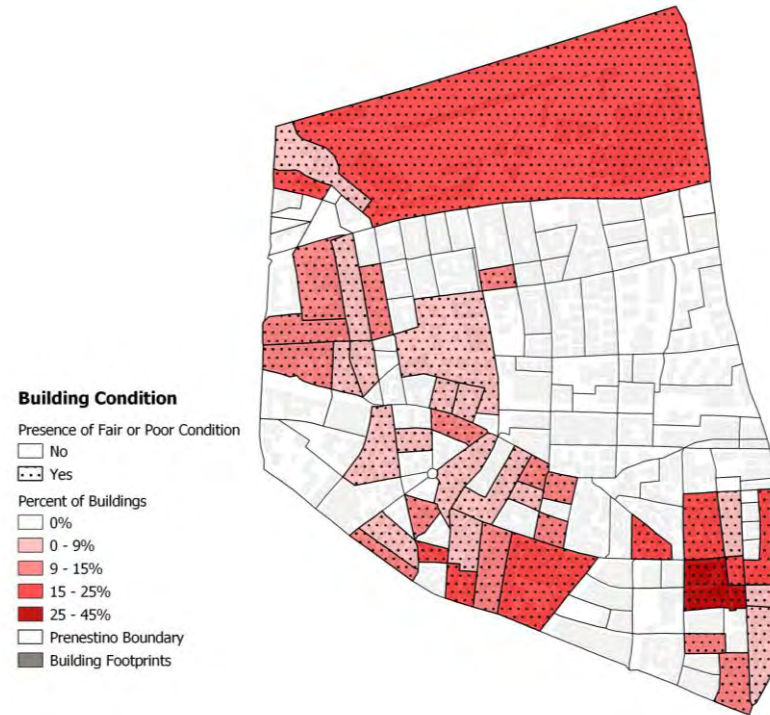 Building Condition
Presence of Fair or Poor Condition
No
Yes
Percent of Buildings
0%
0 - 9%
9 - 15%
15 - 25%
25 - 45%
Prenestino Boundary
Building Footprints